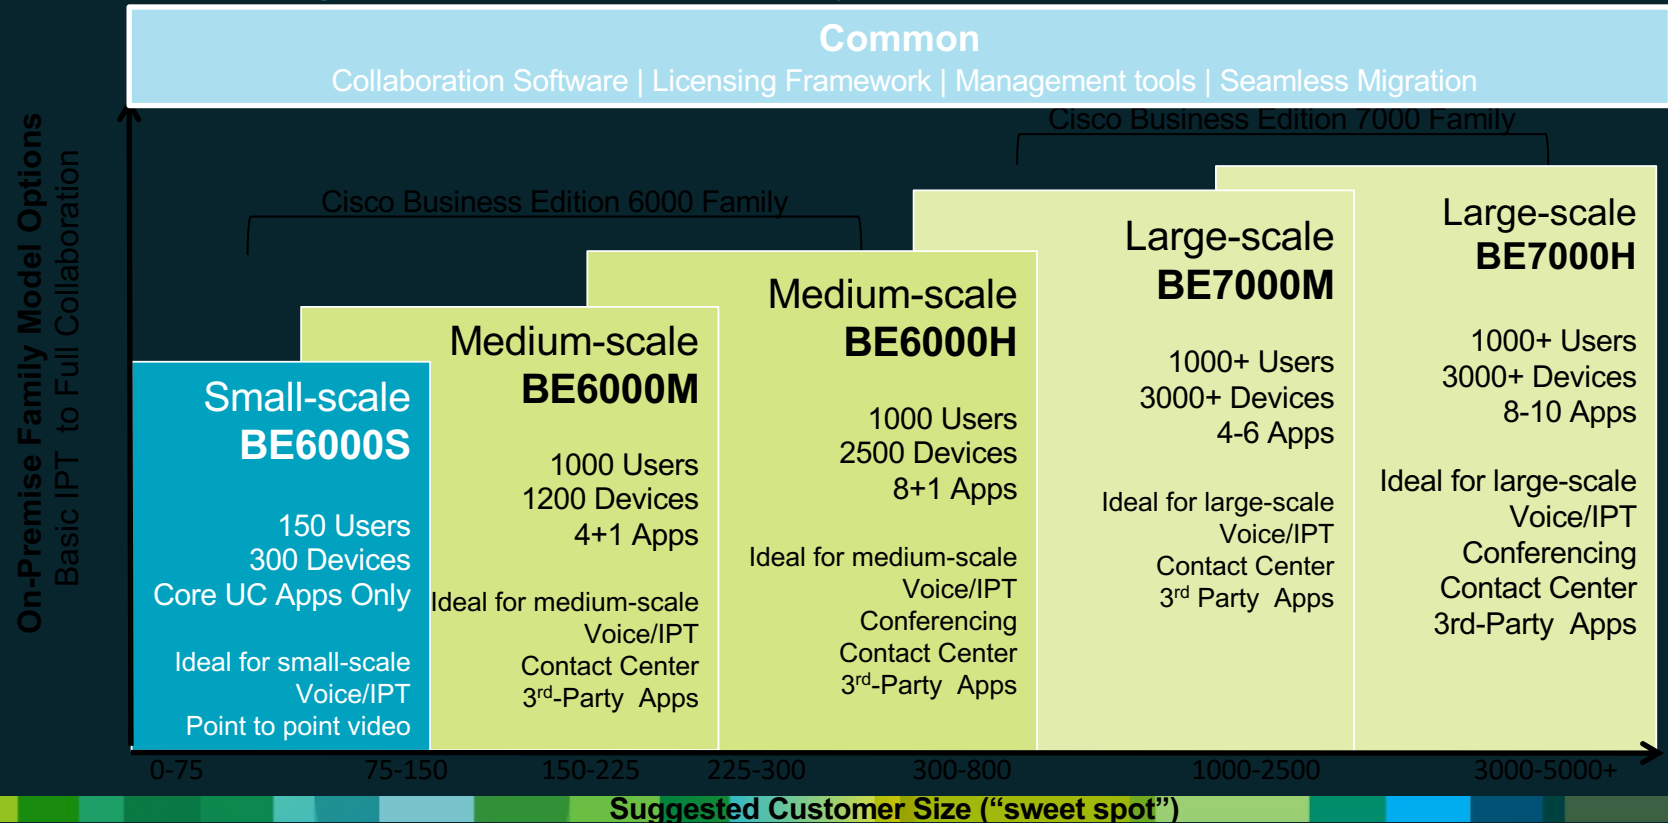 Common
Collaboration Software | Licensing Framework | Management tools | Seamless Migration
On-Premise Family Model Options
Basic IPT to Full Collaboration
Cisco Business Edition 6000 Family
Cisco Business Edition 7000 Family
Small-scale
BE6000S
150 Users
300 Devices
Core UC Apps Only
Ideal for small-scale
Voice/IPT
Point to point video
Medium-scale
BE6000M
1000 Users
1200 Devices
4+1 Apps
Ideal for medium-scale
Voice/IPT
Contact Center
3rd-Party Apps
Medium-scale
BE6000H
1000 Users
2500 Devices
8+1 Apps
Ideal for medium-scale
Voice/IPT
Conferencing
Contact Center
3rd-Party Apps
Large-scale
BE7000M
1000+ Users
3000+ Devices
4-6 Apps
Ideal for large-scale
Voice/IPT
Contact Center
3rd Party Apps
Large-scale
BE7000H
1000+ Users
3000+ Devices
8-10 Apps
Ideal for large-scale
Voice/IPT
Conferencing
Contact Center
3rd-Party Apps
0-75 75-150 150-225 225-300 300-800 1000-2500 3000-5000+
Suggested Customer Size (“sweet spot”)